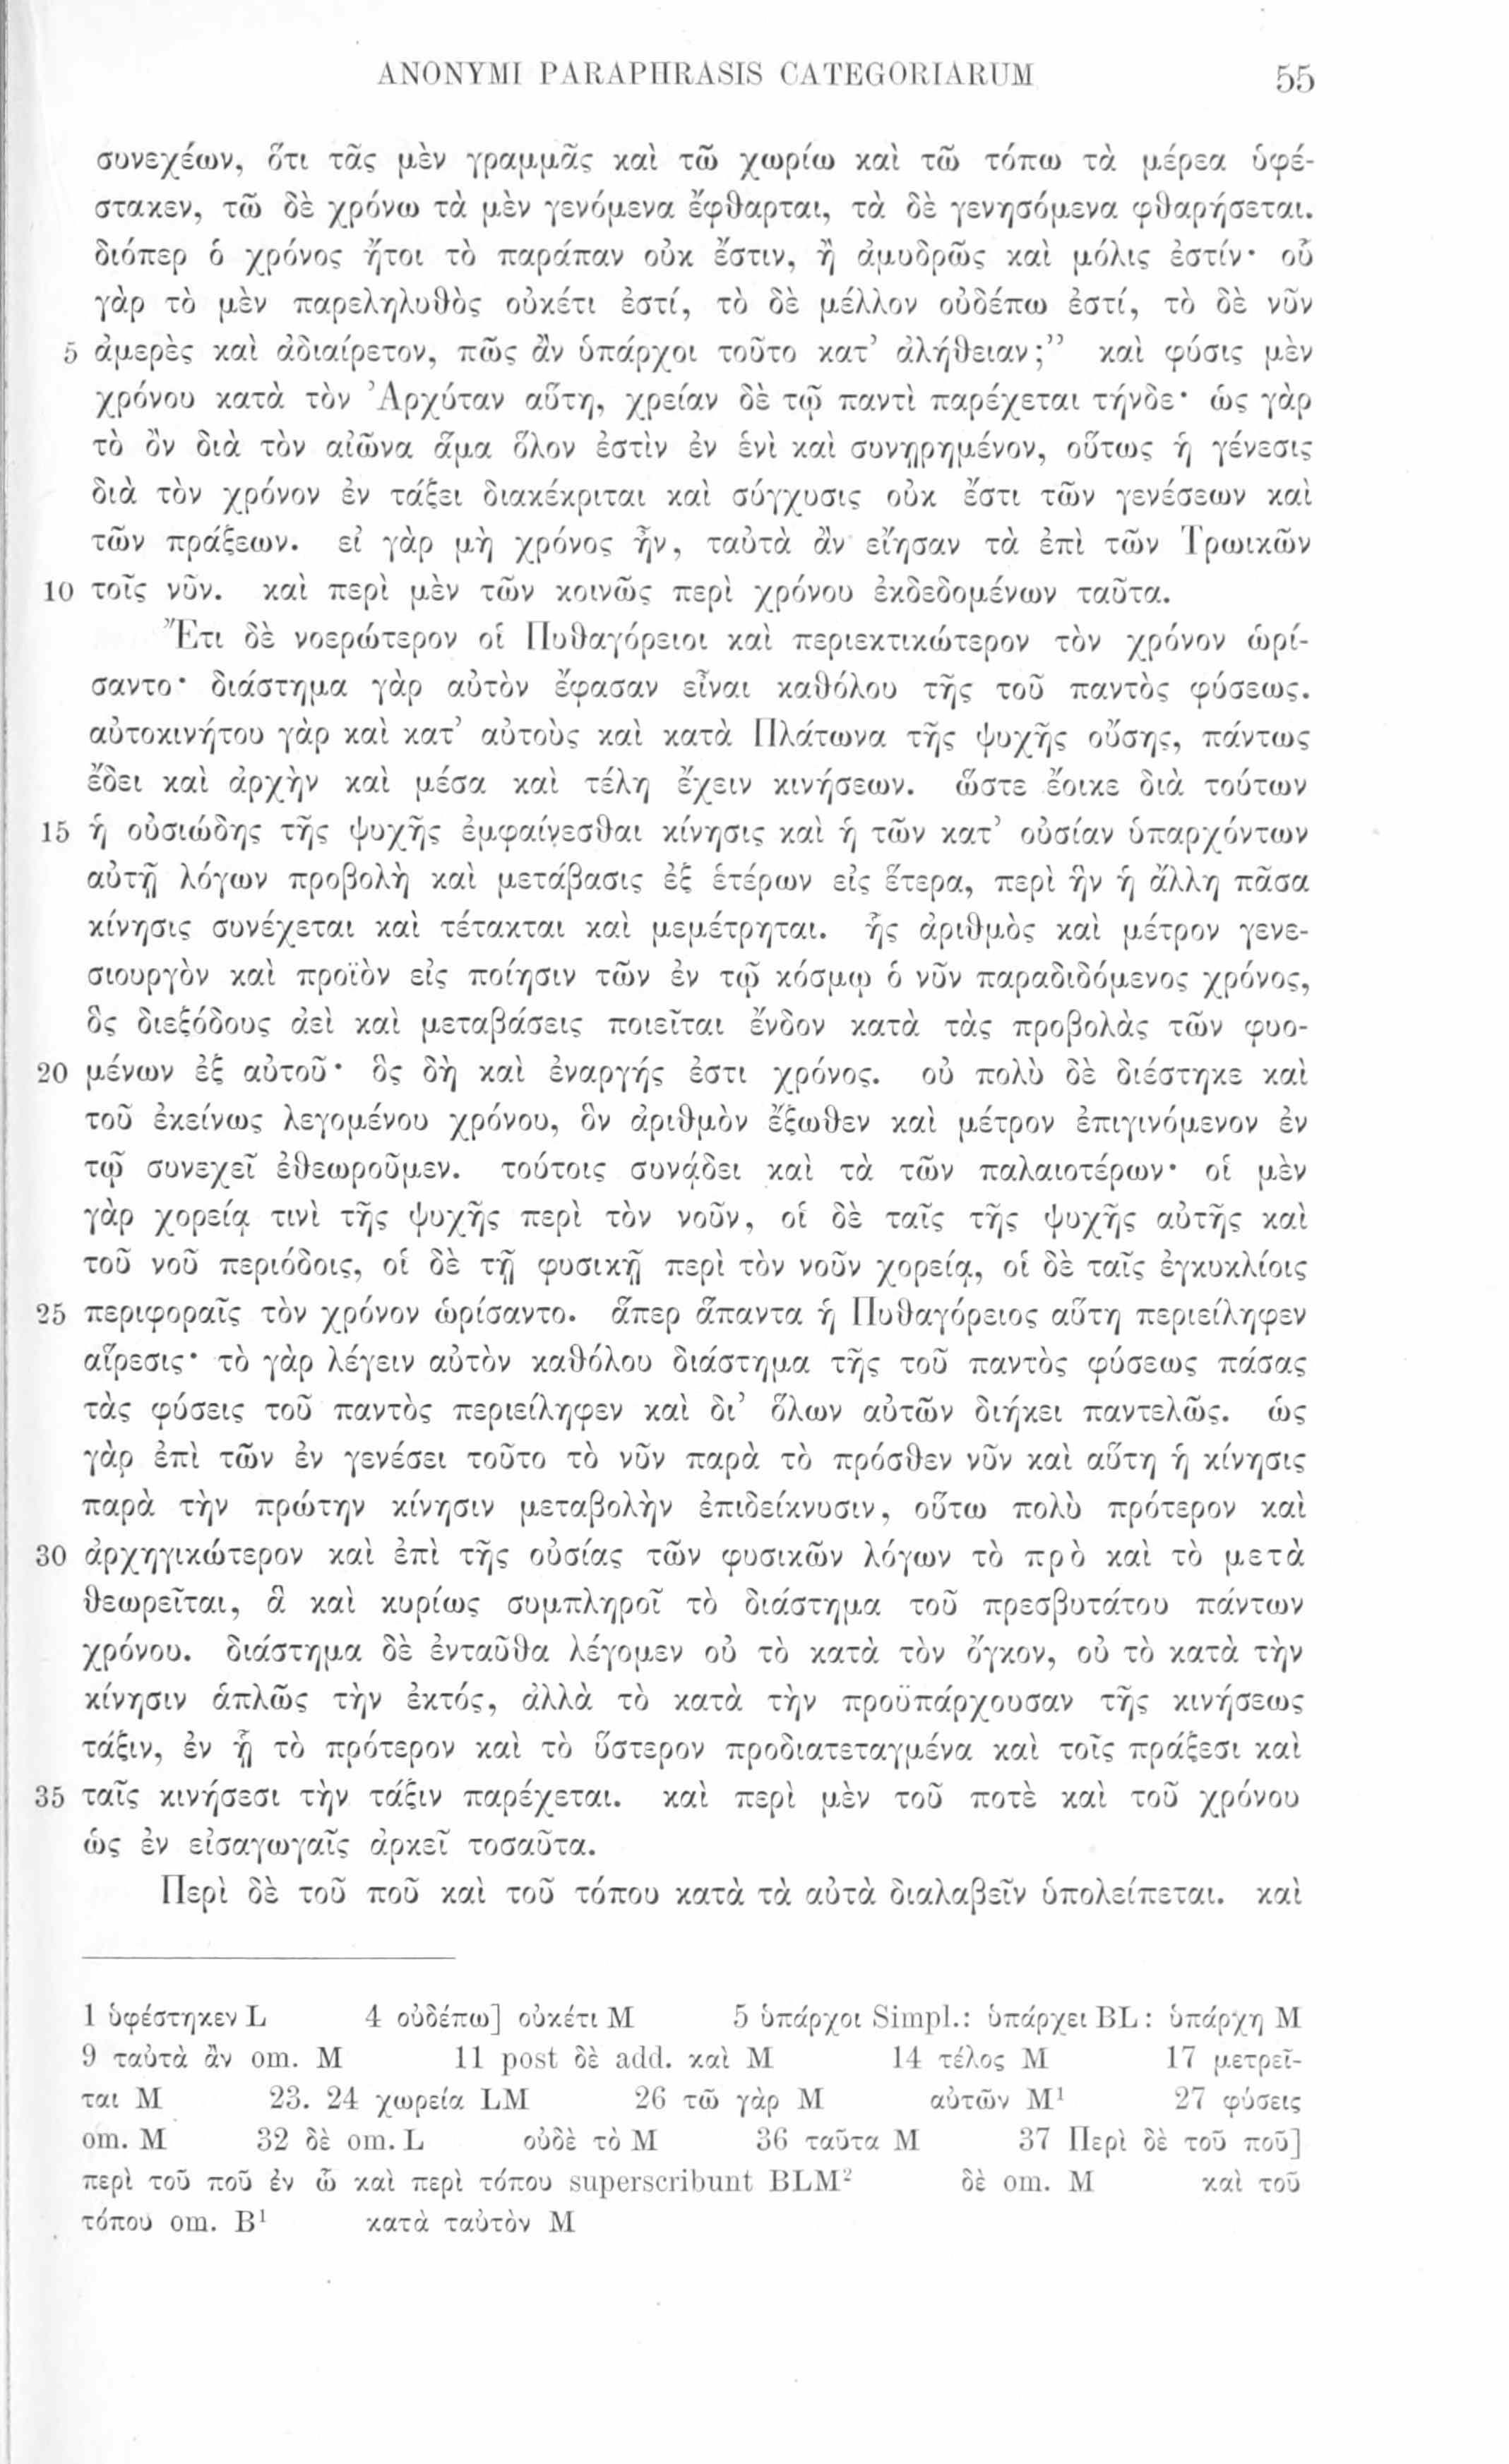 ANONYMI PARAPHRASIS CATEGORIARUM 55
συνεχέων, ὅτι τᾶς μὲν γραμμᾶς καὶ τῶ χωρίω καὶ τῶ τόπω τὰ μέρεα ὑφέ-
στακεν, τῶ δὲ χρόνω τὰ μὲν γενόμενα ἔφθαρται, τὰ δὲ γενησόμενα φθαρήσεται.
διόπερ ὁ χρόνος ἤτοι τὸ παράπαν οὐκ ἔστιν, ἢ ἀμυδρῶς καὶ μόλις ἐστίν· οὗ
γὰρ τὸ μὲν παρεληλυθὸς οὐκέτι ἐστί, τὸ δὲ μέλλον οὐδέπω ἐστί, τὸ δὲ νῦν
5 ἀμερὲς καὶ ἀδιαίρετον, πῶς ἂν ὑπάρχοι τοῦτο κατ’ ἀλήθειαν;” καὶ φύσις μὲν
χρόνου κατὰ τὸν Ἀρχύταν αὕτη, χρείαν δὲ τῷ παντὶ παρέχεται τήνδε· ὡς γὰρ
τὸ ὂν διὰ τὸν αἰῶνα ἅμα ὅλον ἐστὶν ἐν ἑνὶ καὶ συνῃρημένον, οὕτως ἡ γένεσις
διὰ τὸν χρόνον ἐν τάξει διακέκριται καὶ σύγχυσις οὐκ ἔστι τῶν γενέσεων καὶ
τῶν πράξεων. εἰ γὰρ μὴ χρόνος ἦν, ταὐτὰ ἂν εἴησαν τὰ ἐπὶ τῶν Τρωικῶν
10 τοῖς νῦν. καὶ περὶ μὲν τῶν κοινῶς περὶ χρόνου ἐκδεδομένων ταῦτα.
Ἔτι δὲ νοερώτερον οἱ Πυθαγόρειοι καὶ περιεκτικώτερον τὸν χρόνον ὡρί-
σαντο· διάστημα γὰρ αὐτὸν ἔφασαν εἶναι καθόλου τῆς τοῦ παντὸς φύσεως.
αὐτοκινήτου γὰρ καὶ κατ’ αὐτοὺς καὶ κατὰ Πλάτωνα τῆς ψυχῆς οὔσης, πάντως
ἔδει καὶ ἀρχὴν καὶ μέσα καὶ τέλη ἔχειν κινήσεων. ὥστε ἔοικε διὰ τούτων
15 ἡ οὐσιώδης τῆς ψυχῆς ἐμφαίνεσθαι κίνησις καὶ ἡ τῶν κατ’ οὐσίαν ὑπαρχόντων
αὐτῇ λόγων προβολὴ καὶ μετάβασις ἐξ ἑτέρων εἰς ἕτερα, περὶ ἣν ἡ ἄλλη πᾶσα
κίνησις συνέχεται καὶ τέτακται καὶ μεμέτρηται. ἧς ἀριθμὸς καὶ μέτρον γενε-
σιουργὸν καὶ προϊὸν εἰς ποίησιν τῶν ἐν τῷ κόσμῳ ὁ νῦν παραδιδόμενος χρόνος,
ὃς διεξόδους ἀεὶ καὶ μεταβάσεις ποιεῖται ἔνδον κατὰ τὰς προβολὰς τῶν φυο-
20 μένων ἐξ αὐτοῦ· ὃς δὴ καὶ ἐναργής ἐστι χρόνος. οὐ πολὺ δὲ διέστηκε καὶ
τοῦ ἐκείνως λεγομένου χρόνου, ὃν ἀριθμὸν ἔξωθεν καὶ μέτρον ἐπιγινόμενον ἐν
τῷ συνεχεῖ ἐθεωροῦμεν. τούτοις συνᾴδει καὶ τὰ τῶν παλαιοτέρων· οἱ μὲν
γὰρ χορείᾳ τινὶ τῆς ψυχῆς περὶ τὸν νοῦν, οἱ δὲ ταῖς τῆς ψυχῆς αὐτῆς καὶ
τοῦ νοῦ περιόδοις, οἱ δὲ τῇ φυσικῇ περὶ τὸν νοῦν χορείᾳ, οἱ δὲ ταῖς ἐγκυκλίοις
25 περιφοραῖς τὸν χρόνον ὡρίσαντο. ἅπερ ἅπαντα ἡ Πυθαγόρειος αὕτη περιείληφεν
αἵρεσις· τὸ γὰρ λέγειν αὐτὸν καθόλου διάστημα τῆς τοῦ παντὸς φύσεως πάσας
τὰς φύσεις τοῦ παντὸς περιείληφεν καὶ δι’ ὅλων αὐτῶν διήκει παντελῶς. ὡς
γὰρ ἐπὶ τῶν ἐν γενέσει τοῦτο τὸ νῦν παρὰ τὸ πρόσθεν νῦν καὶ αὕτη ἡ κίνησις
παρὰ τὴν πρώτην κίνησιν μεταβολὴν ἐπιδείκνυσιν, οὕτω πολὺ πρότερον καὶ
30 ἀρχηγικώτερον καὶ ἐπὶ τῆς οὐσίας τῶν φυσικῶν λόγων τὸ πρὸ καὶ τὸ μετὰ
θεωρεῖται, ἃ καὶ κυρίως συμπληροῖ τὸ διάστημα τοῦ πρεσβυτάτου πάντων
χρόνου. διάστημα δὲ ἐνταῦθα λέγομεν οὐ τὸ κατὰ τὸν ὄγκον, οὐ τὸ κατὰ τὴν
κίνησιν ἁπλῶς τὴν ἐκτός, ἀλλὰ τὸ κατὰ τὴν προϋπάρχουσαν τῆς κινήσεως
τάξιν, ἐν ᾗ τὸ πρότερον καὶ τὸ ὕστερον προδιατεταγμένα καὶ τοῖς πράξεσι καὶ
35 ταῖς κινήσεσι τὴν τάξιν παρέχεται. καὶ περὶ μὲν τοῦ ποτὲ καὶ τοῦ χρόνου
ὡς ἐν εἰσαγωγαῖς ἀρκεῖ τοσαῦτα.
Περὶ δὲ τοῦ ποῦ καὶ τοῦ τόπου κατὰ τὰ αὐτὰ διαλαβεῖν ὑπολείπεται. καὶ
1 ὑφέστηκεν L 4 οὐδέπω] οὐκέτι M 5 ὑπάρχοι Simpl.: ὑπάρχει BL: ὑπάρχη M
9 ταὐτὰ ἂν om. M 11 post δὲ add. καὶ M 14 τέλος M 17 μετρεῖ-
ται M 23. 24 χωρεία LM 26 τῶ γὰρ M αὐτῶν M¹ 27 φύσεις
om. M 32 δὲ om. L οὐδὲ τὸ M 36 ταῦτα M 37 Περὶ δὲ τοῦ ποῦ]
περὶ τοῦ ποῦ ἐν ὧ καὶ περὶ τόπου superscribunt BLM² δὲ om. M καὶ τοῦ
τόπου om. B¹ κατὰ ταὐτὸν M